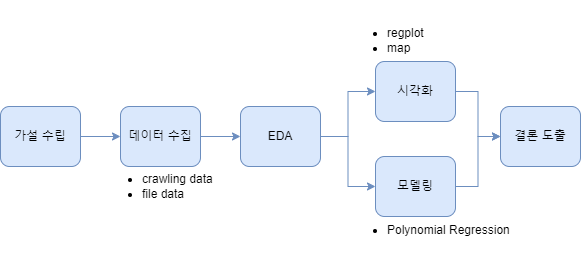 가설 수립
데이터 수집
• crawling data
• file data
EDA
• regplot
• map
시각화
모델링
• Polynomial Regression
결론 도출